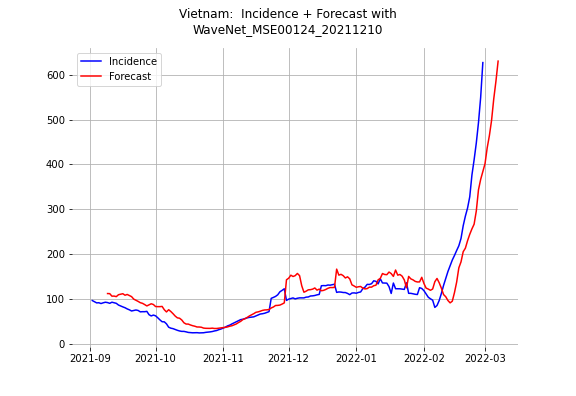 Vietnam:  Incidence + Forecast with
WaveNet_MSE00124_20211210
Incidence
Forecast
600
500
400
300
200
100
0
2021-09 2021-10 2021-11 2021-12 2022-01 2022-02 2022-03